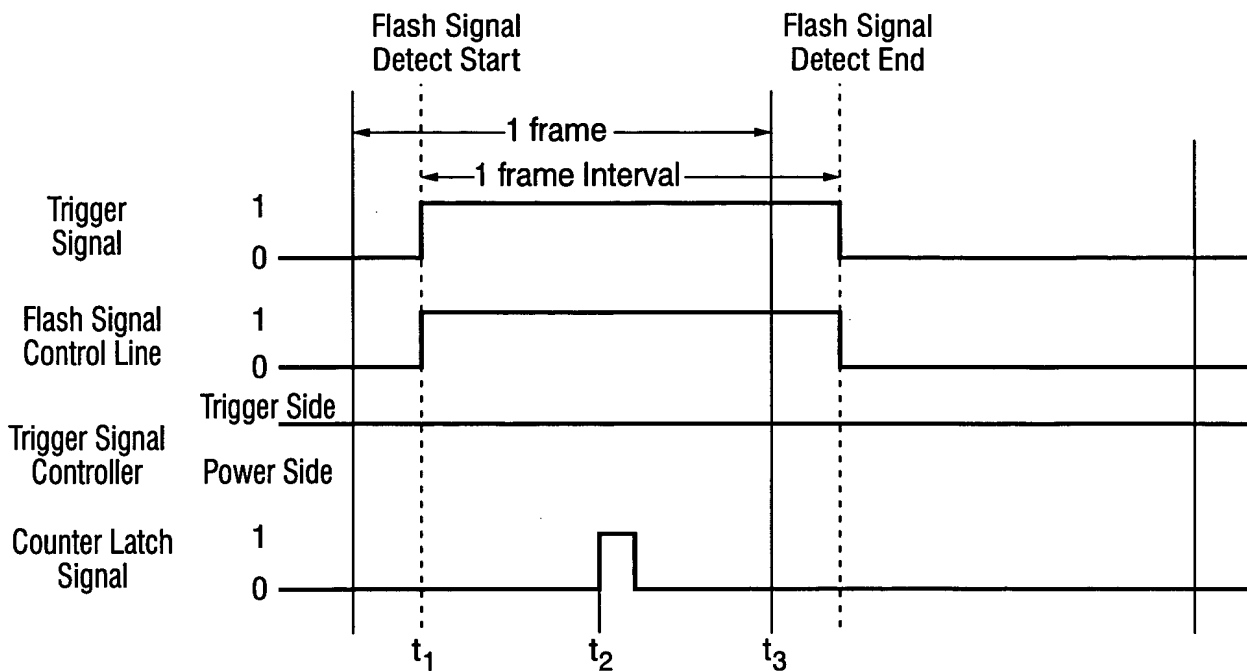 Flash Signal
Detect Start
Flash Signal
Detect End
1 frame
1 frame Interval
Trigger
Signal
1
0
Flash Signal
Control Line
1
0
Trigger Signal
Controller
Trigger Side
Power Side
Counter Latch
Signal
1
0
t1
t2
t3